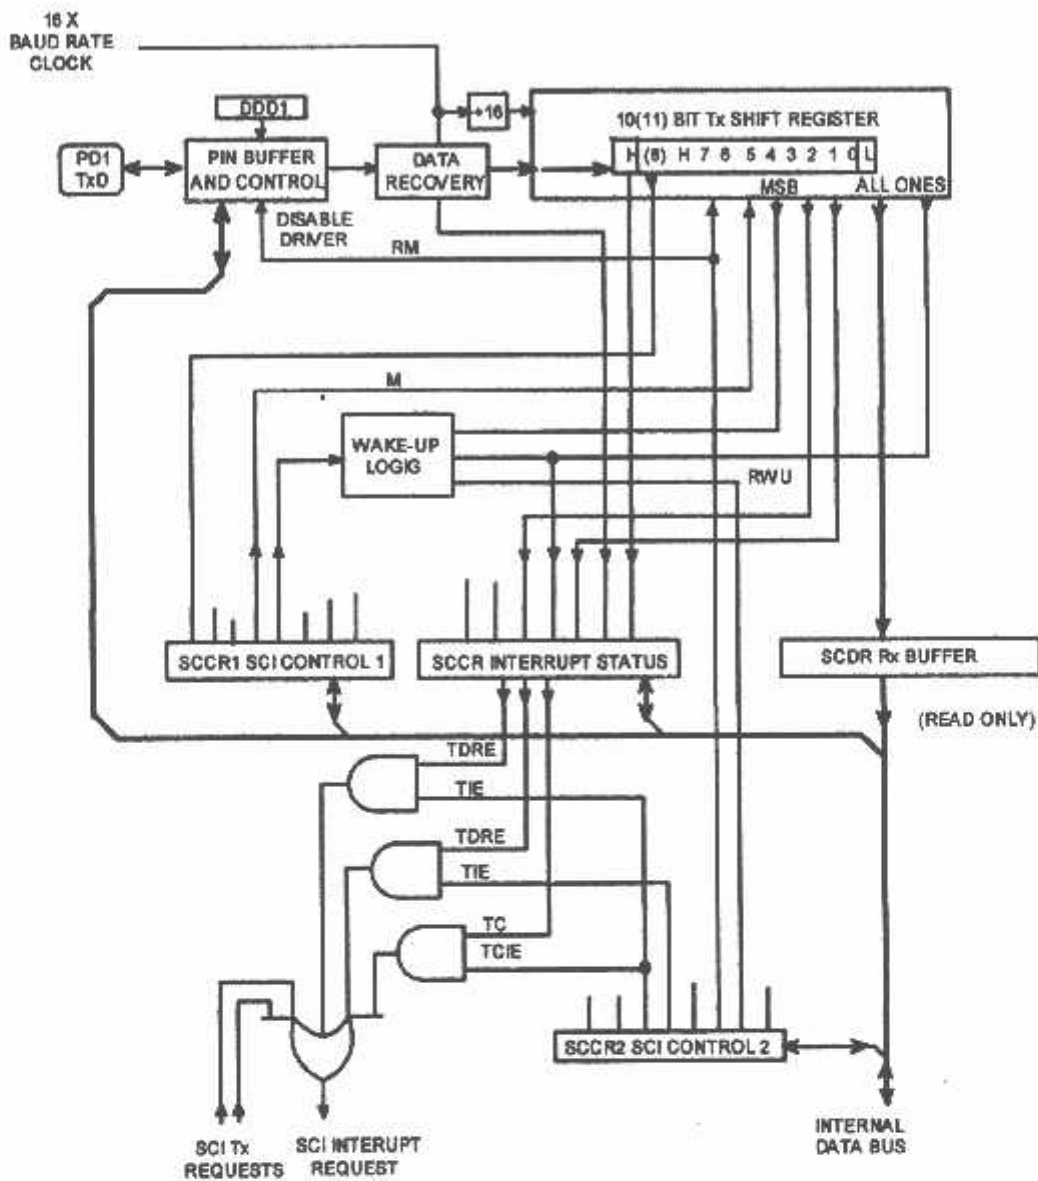 16 X
BAUD RATE
CLOCK
DDD1
÷16
10(11) BIT Tx SHIFT REGISTER
PD1
TxD
PIN BUFFER
AND CONTROL
DATA
RECOVERY
H (8) H 7 6 5 4 3 2 1 0 L
MSB
ALL ONES
DISABLE
DRIVER
RM
M
WAKE-UP
LOGIG
RWU
SCCR1 SCI CONTROL 1
SCCR INTERRUPT STATUS
SCDR Rx BUFFER
(READ ONLY)
TDRE
TIE
TDRE
TIE
TC
TCIE
SCCR2 SCI CONTROL 2
SCI Tx
REQUESTS
SCI INTERUPT
REQUEST
INTERNAL
DATA BUS